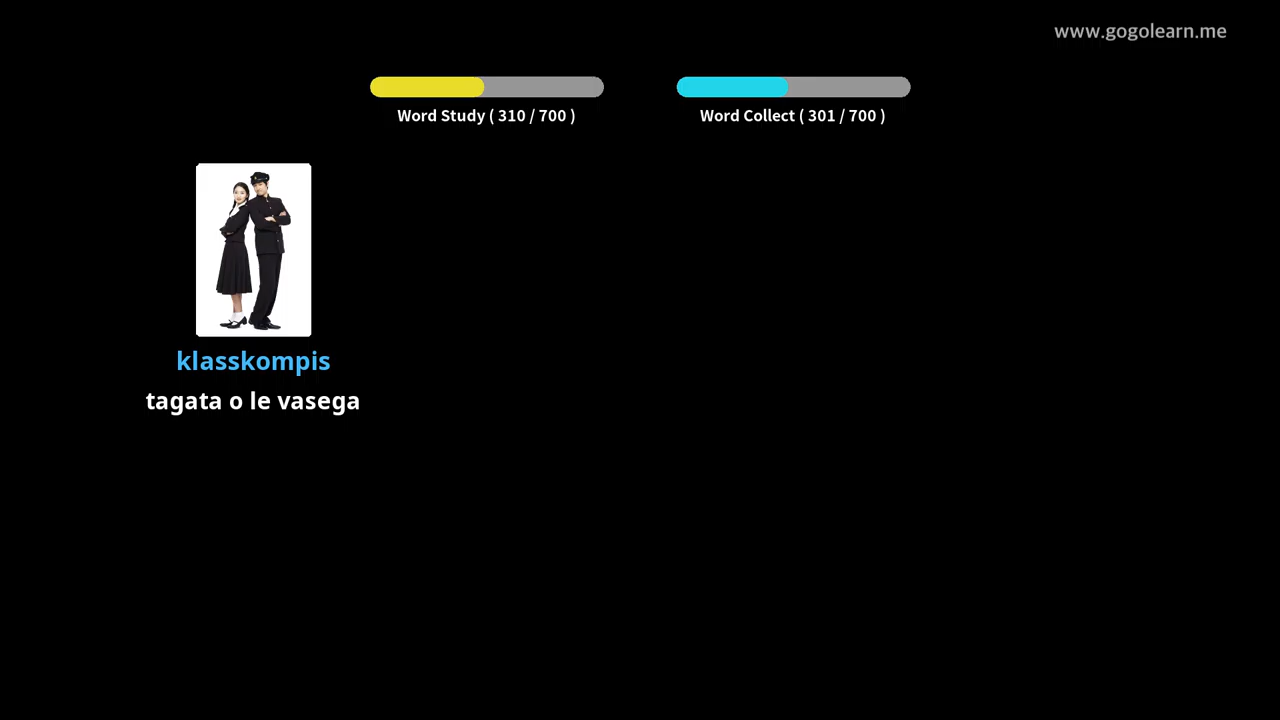 www.gogolearn.me
Word Study ( 310 / 700 )
Word Collect ( 301 / 700 )
klasskompis
tagata o le vasega